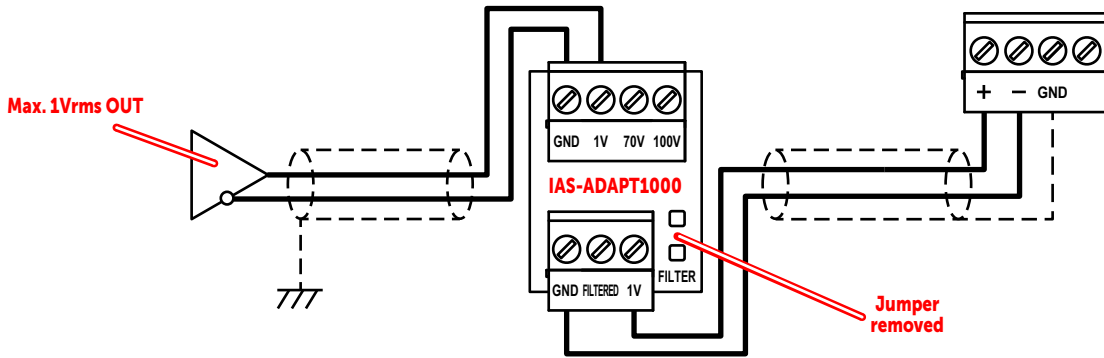 Max. 1Vrms OUT
GND 1V 70V 100V
IAS-ADAPT1000
FILTER
GND FILTERED 1V
Jumper
removed
+ − GND